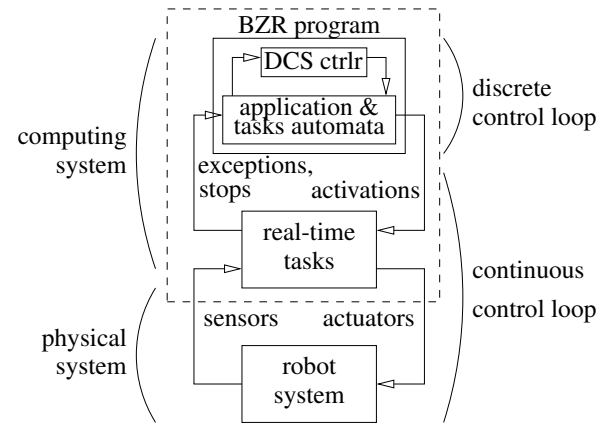 BZR program
DCS ctrlr
application &
tasks automata
discrete
control loop
computing
system
exceptions,
stops
activations
real-time
tasks
continuous
control loop
sensors
actuators
physical
system
robot
system